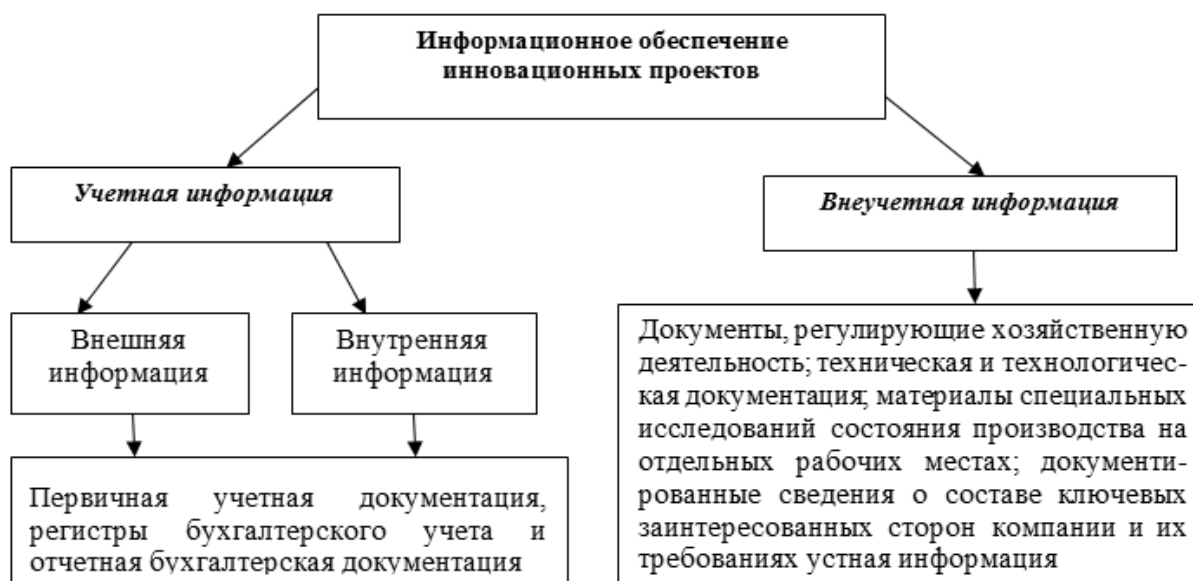 Информационное обеспечение
инновационных проектов
Учетная информация
Внеучетная информация
Внешняя
информация
Внутренняя
информация
Первичная учетная документация,
регистры бухгалтерского учета и
отчетная бухгалтерская документация
Документы, регулирующие хозяйственную
деятельность; техническая и технологичес-
кая документация; материалы специальных
исследований состояния производства на
отдельных рабочих местах; документи-
рованные сведения о составе ключевых
заинтересованных сторон компании и их
требованиях устная информация